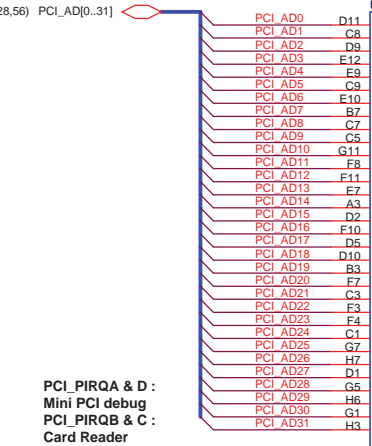 28,56) PCI_AD[0..31]
PCI_AD0 D11
PCI_AD1 C8
PCI_AD2 D9
PCI_AD3 E12
PCI_AD4 E9
PCI_AD5 C9
PCI_AD6 E10
PCI_AD7 B7
PCI_AD8 C7
PCI_AD9 C5
PCI_AD10 G11
PCI_AD11 F8
PCI_AD12 F11
PCI_AD13 E7
PCI_AD14 A3
PCI_AD15 D2
PCI_AD16 F10
PCI_AD17 D5
PCI_AD18 D10
PCI_AD19 B3
PCI_AD20 F7
PCI_AD21 C3
PCI_AD22 F3
PCI_AD23 F4
PCI_AD24 C1
PCI_AD25 G7
PCI_AD26 H7
PCI_AD27 D1
PCI_AD28 G5
PCI_AD29 H6
PCI_AD30 G1
PCI_AD31 H3
PCI_PIRQA & D :
Mini PCI debug
PCI_PIRQB & C :
Card Reader